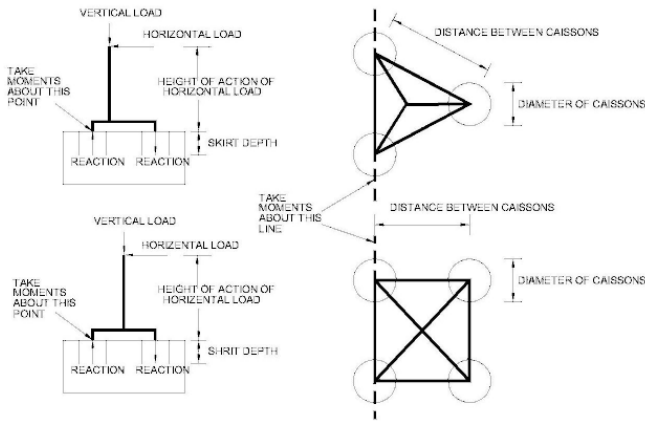 VERTICAL LOAD
HORIZONTAL LOAD
TAKE
MOMENTS
ABOUT THIS
POINT
HEIGHT OF ACTION OF
HORIZONTAL LOAD
SKIRT DEPTH
REACTION
REACTION
DISTANCE BETWEEN CAISSONS
DIAMETER OF CAISSONS
TAKE
MOMENTS
ABOUT THIS
LINE
VERTICAL LOAD
HORIZENTAL LOAD
TAKE
MOMENTS
ABOUT THIS
POINT
HEIGHT OF ACTION OF
HORIZENTAL LOAD
SHRIT DEPTH
REACTION
REACTION
DISTANCE BETWEEN CAISSONS
DIAMETER OF CAISSONS